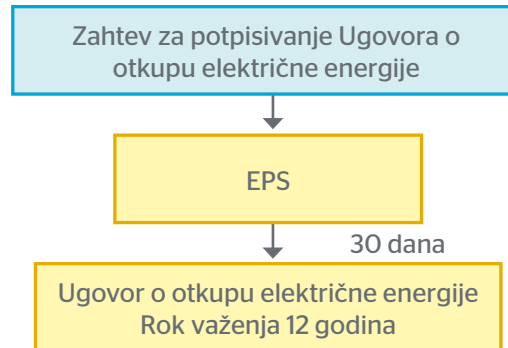 Zahtev za potpisivanje Ugovora o
otkupu električne energije
EPS
30 dana
Ugovor o otkupu električne energije
Rok važenja 12 godina